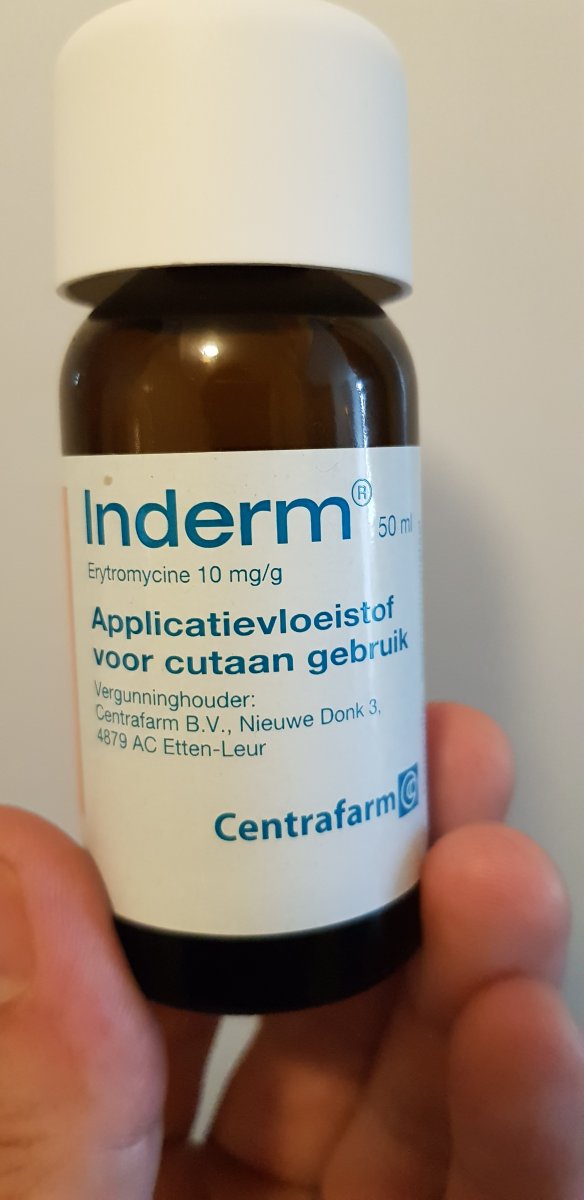 Inderm® 50 ml
Erytromycine 10 mg/g
Applicatievloeistof
voor cutaan gebruik
Vergunninghouder:
Centrafarm B.V., Nieuwe Donk 3,
4879 AC Etten-Leur
Centrafarm